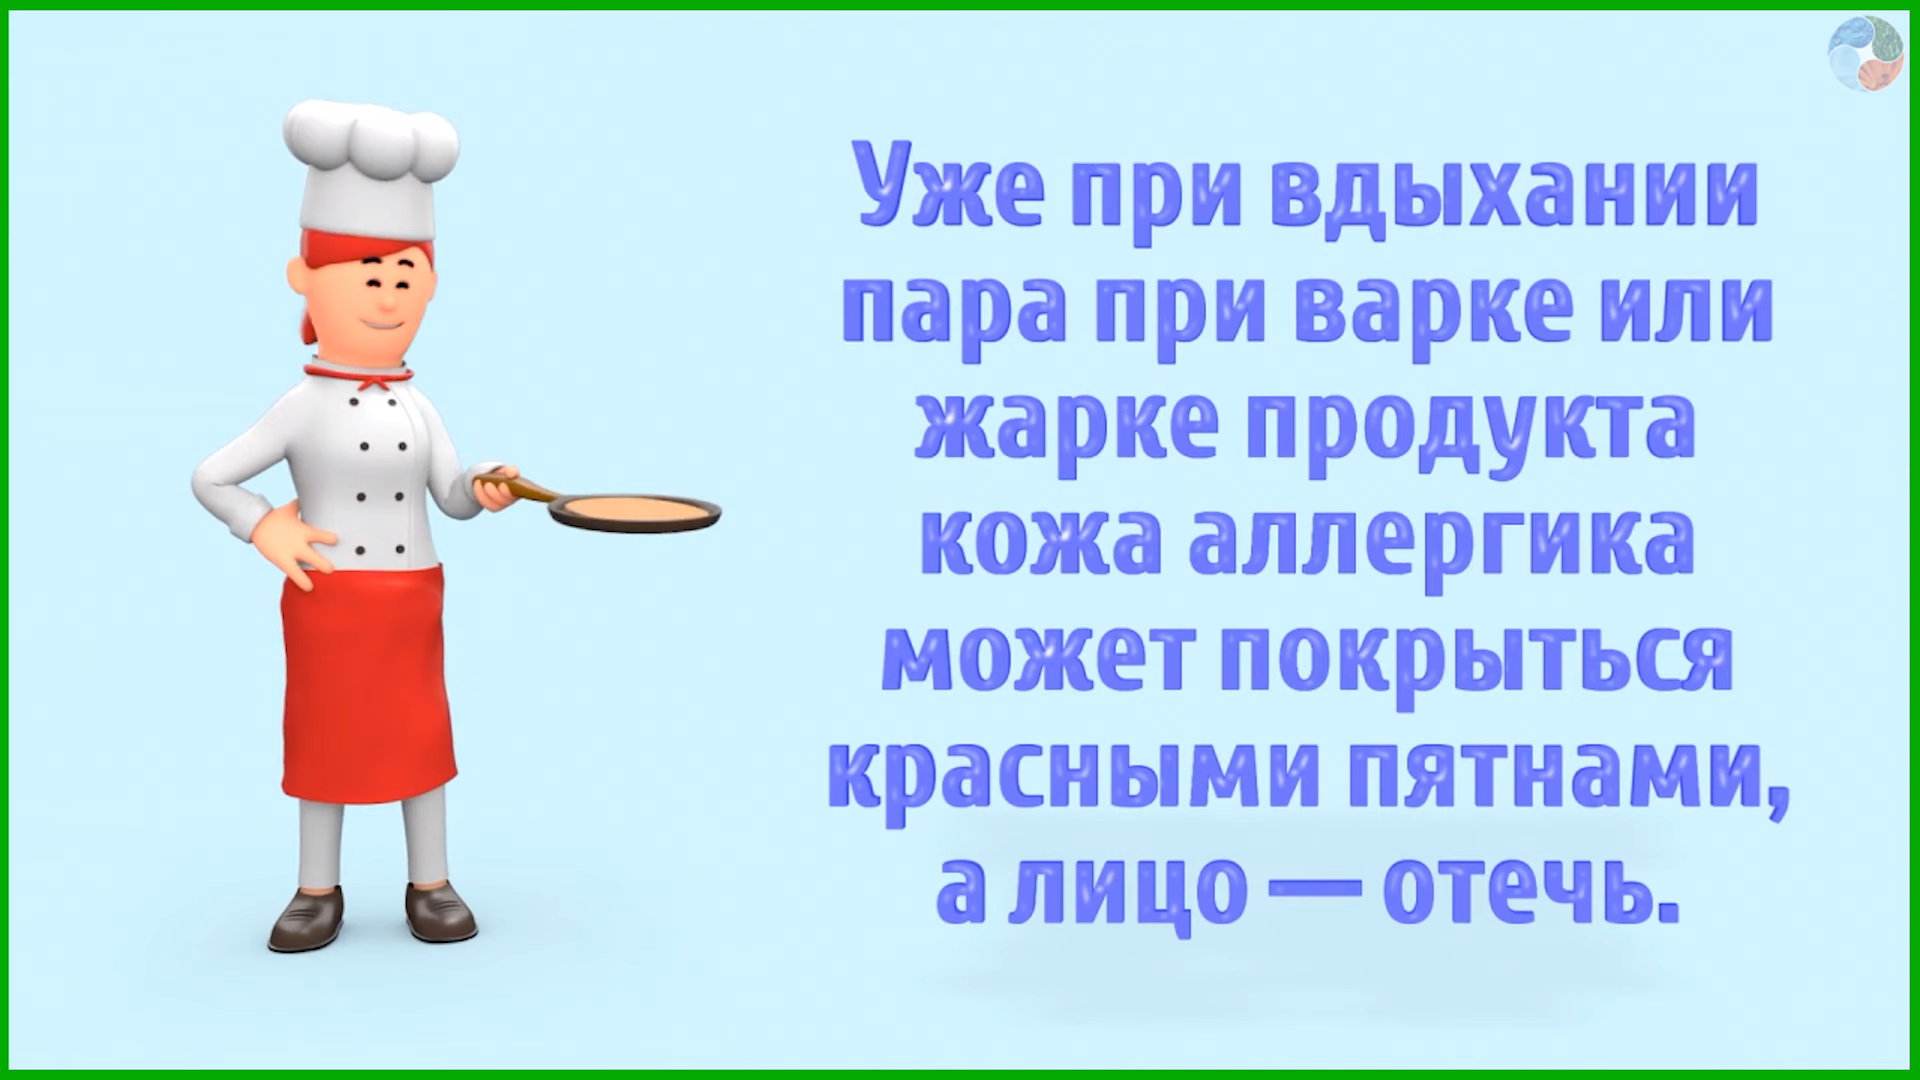 Уже при вдыхании
пара при варке или
жарке продукта
кожа аллергика
может покрыться
красными пятнами,
а лицо — отечь.